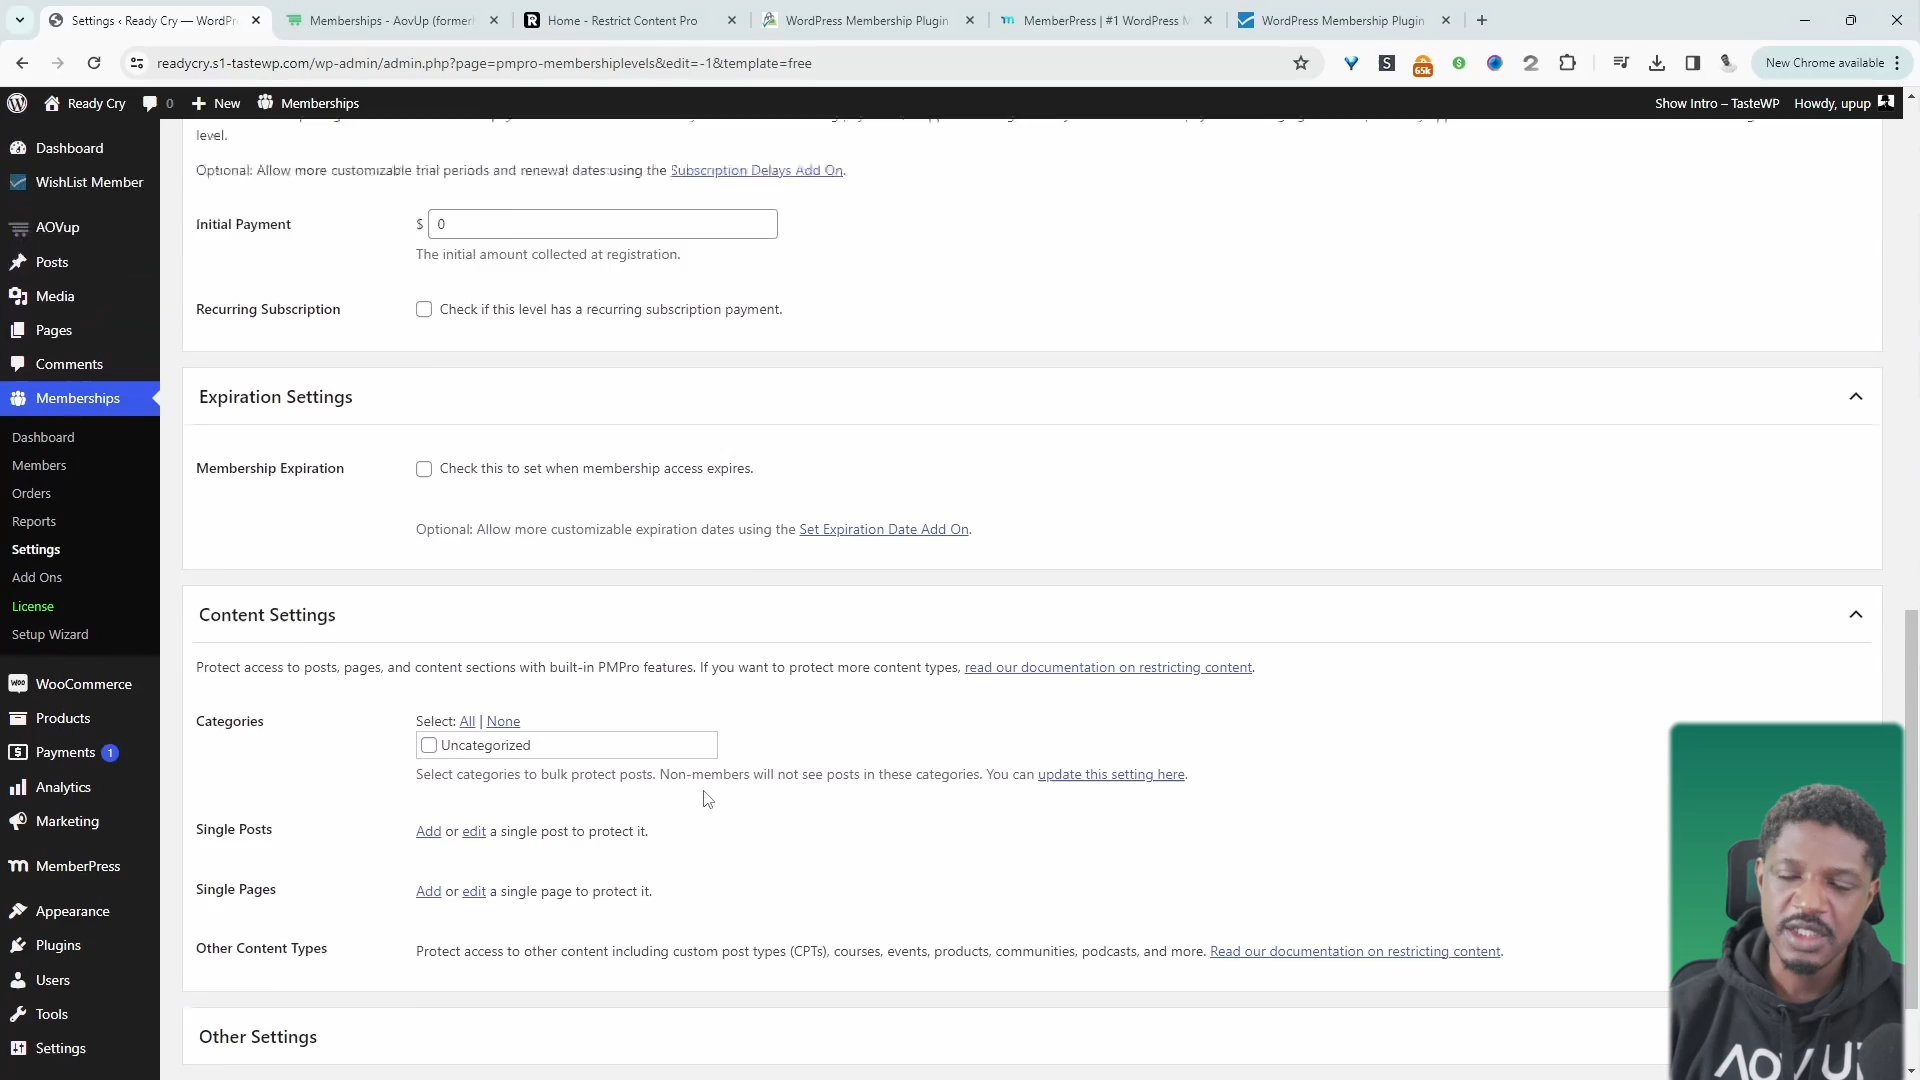 Settings ‹ Ready Cry — WordPr
Memberships - AovUp (formerl
Home - Restrict Content Pro
WordPress Membership Plugin
MemberPress | #1 WordPress M
WordPress Membership Plugin
readycry.s1-tastewp.com/wp-admin/admin.php?page=pmpro-membershiplevels&edit=-1&template=free
65k
New Chrome available
Ready Cry
0
New
Memberships
Show Intro – TasteWP
Howdy, upup
Dashboard
WishList Member
AOVup
Posts
Media
Pages
Comments
Memberships
Dashboard
Members
Orders
Reports
Settings
Add Ons
License
Setup Wizard
WooCommerce
Products
Payments 1
Analytics
Marketing
MemberPress
Appearance
Plugins
Users
Tools
Settings
level.
Optional: Allow more customizable trial periods and renewal dates using the Subscription Delays Add On.
Initial Payment
$ 0
The initial amount collected at registration.
Recurring Subscription
Check if this level has a recurring subscription payment.
Expiration Settings
Membership Expiration
Check this to set when membership access expires.
Optional: Allow more customizable expiration dates using the Set Expiration Date Add On.
Content Settings
Protect access to posts, pages, and content sections with built-in PMPro features. If you want to protect more content types, read our documentation on restricting content.
Categories
Select: All | None
Uncategorized
Select categories to bulk protect posts. Non-members will not see posts in these categories. You can update this setting here.
Single Posts
Add or edit a single post to protect it.
Single Pages
Add or edit a single page to protect it.
Other Content Types
Protect access to other content including custom post types (CPTs), courses, events, products, communities, podcasts, and more. Read our documentation on restricting content.
Other Settings